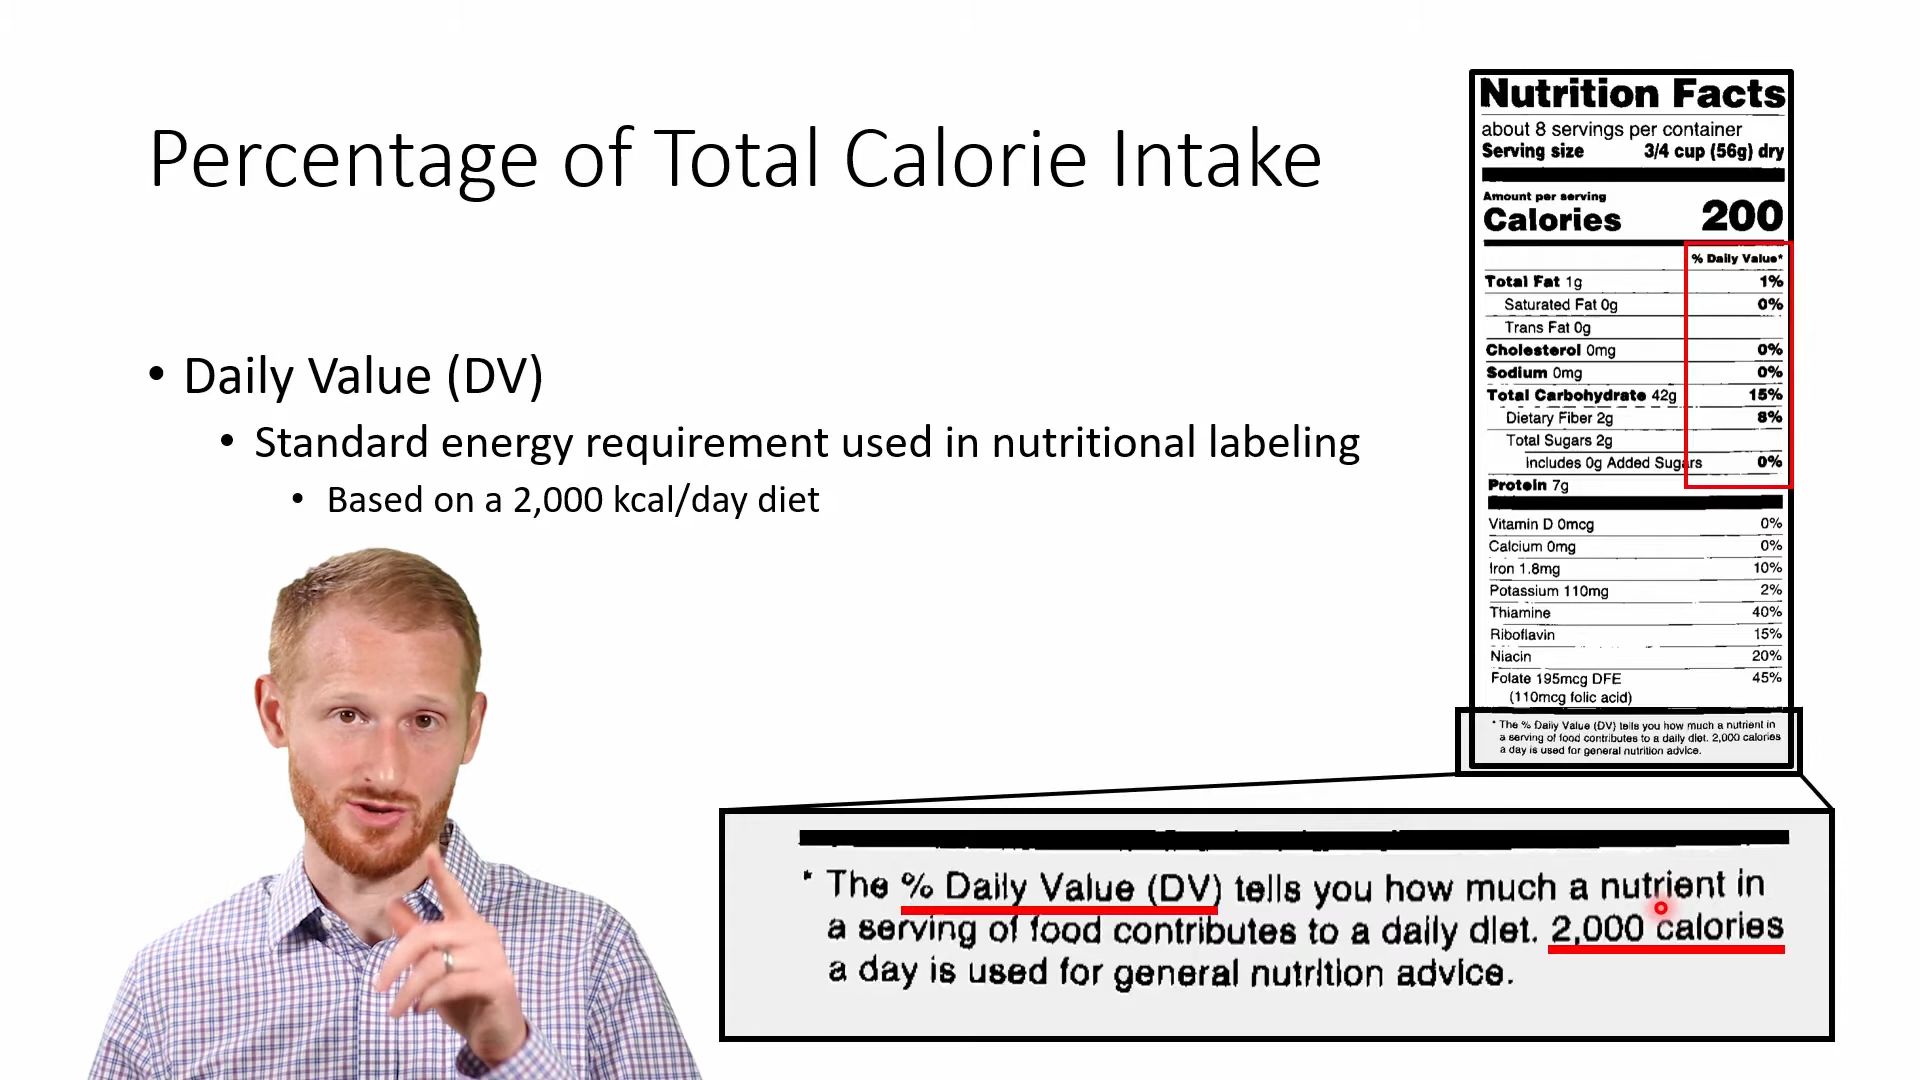 Percentage of Total Calorie Intake
• Daily Value (DV)
• Standard energy requirement used in nutritional labeling
• Based on a 2,000 kcal/day diet
Nutrition Facts
about 8 servings per container
Serving size 3/4 cup (56g) dry
Amount per serving
Calories 200
% Daily Value*
Total Fat 1g 1%
Saturated Fat 0g 0%
Trans Fat 0g
Cholesterol 0mg 0%
Sodium 0mg 0%
Total Carbohydrate 42g 15%
Dietary Fiber 2g 8%
Total Sugars 2g
Includes 0g Added Sugars 0%
Protein 7g
Vitamin D 0mcg 0%
Calcium 0mg 0%
Iron 1.8mg 10%
Potassium 110mg 2%
Thiamine 40%
Riboflavin 15%
Niacin 20%
Folate 195mcg DFE 45%
(110mcg folic acid)
* The % Daily Value (DV) tells you how much a nutrient in
a serving of food contributes to a daily diet. 2,000 calories
a day is used for general nutrition advice.
* The % Daily Value (DV) tells you how much a nutrient in
a serving of food contributes to a daily diet. 2,000 calories
a day is used for general nutrition advice.